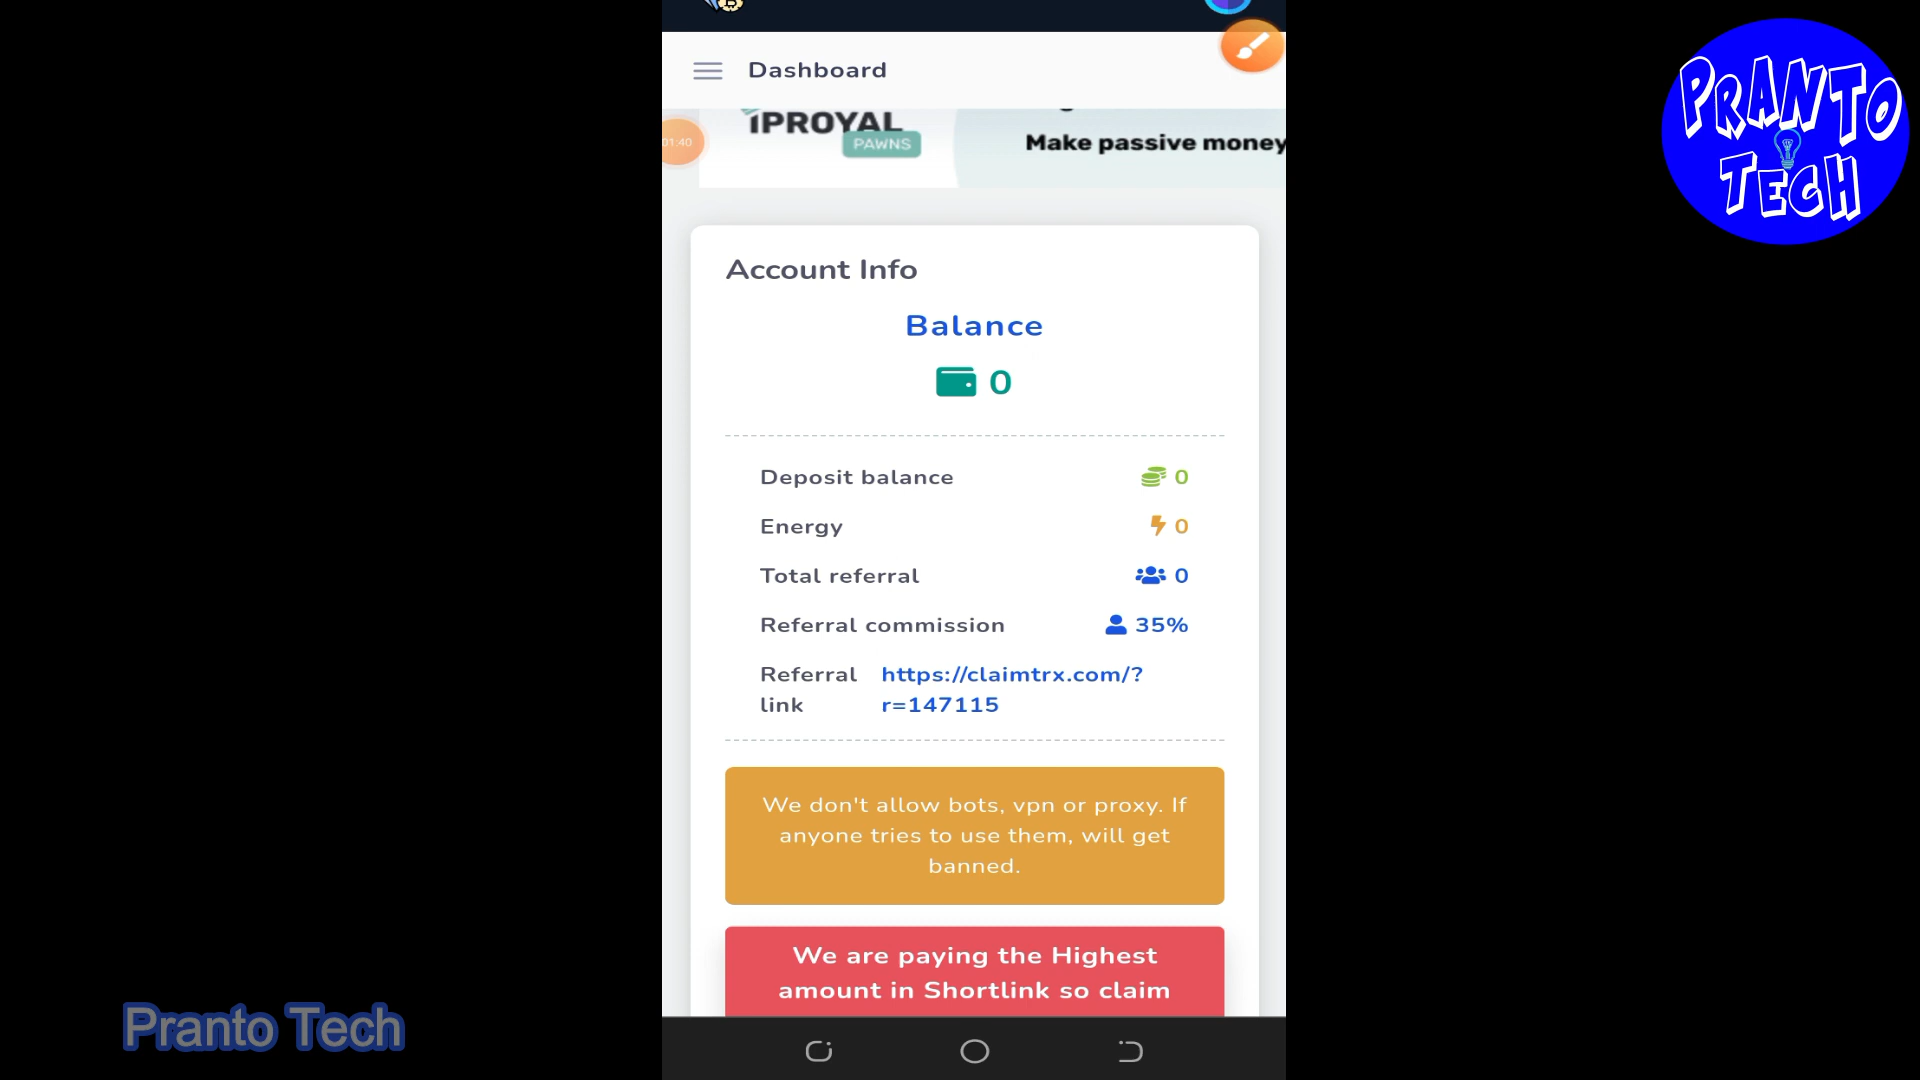 Dashboard
IPROYAL
PAWNS
Make passive money
01:40
PRANTO
TECH
Account Info
Balance
0
Deposit balance 0
Energy 0
Total referral 0
Referral commission 35%
Referral link https://claimtrx.com/?
r=147115
We don't allow bots, vpn or proxy. If
anyone tries to use them, will get
banned.
We are paying the Highest
amount in Shortlink so claim
Pranto Tech